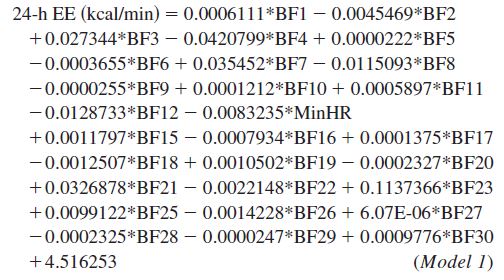 24-h EE (kcal/min) = 0.0006111*BF1 − 0.0045469*BF2
+0.027344*BF3 − 0.0420799*BF4 + 0.0000222*BF5
−0.0003655*BF6 + 0.035452*BF7 − 0.0115093*BF8
−0.0000255*BF9 + 0.0001212*BF10 + 0.0005897*BF11
−0.0128733*BF12 − 0.0083235*MinHR
+0.0011797*BF15 − 0.0007934*BF16 + 0.0001375*BF17
−0.0012507*BF18 + 0.0010502*BF19 − 0.0002327*BF20
+0.0326878*BF21 − 0.0022148*BF22 + 0.1137366*BF23
+0.0099122*BF25 − 0.0014228*BF26 + 6.07E-06*BF27
−0.0002325*BF28 − 0.0000247*BF29 + 0.0009776*BF30
+4.516253 (Model 1)